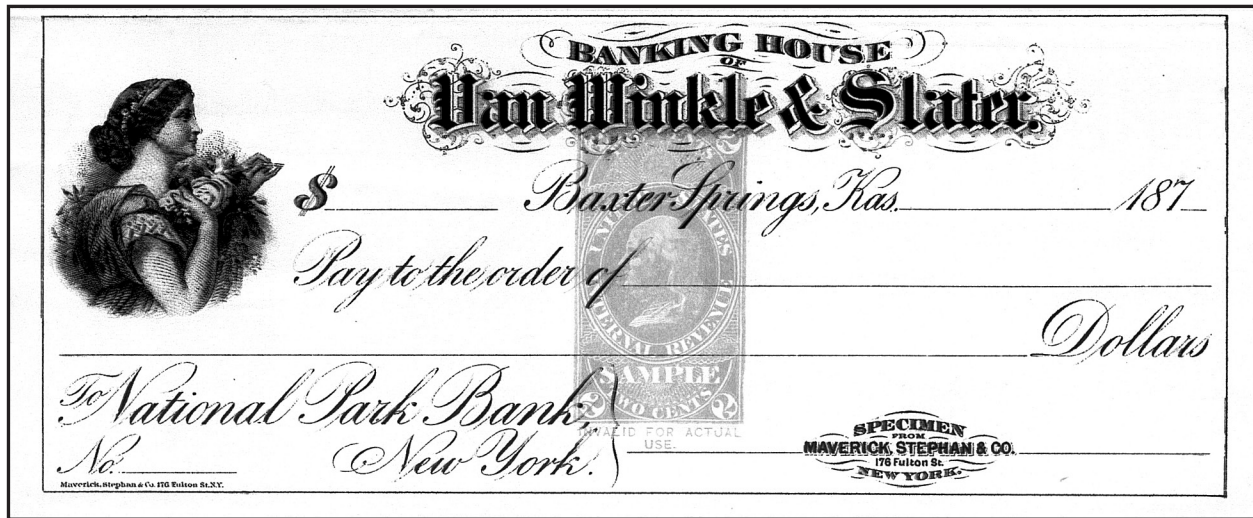 BANKING HOUSE
OF
Van Winkle & Slater.
$ Baxter Springs, Kas. 187
Pay to the order of
Dollars
To National Park Bank,
No. New York.
UNITED STATES
INTERNAL REVENUE
SAMPLE
2 TWO CENTS 2
INVALID FOR ACTUAL
USE.
SPECIMEN
FROM
MAVERICK, STEPHAN & CO.
176 Fulton St.
NEW YORK.
Maverick, Stephan & Co. 176 Fulton St. N.Y.